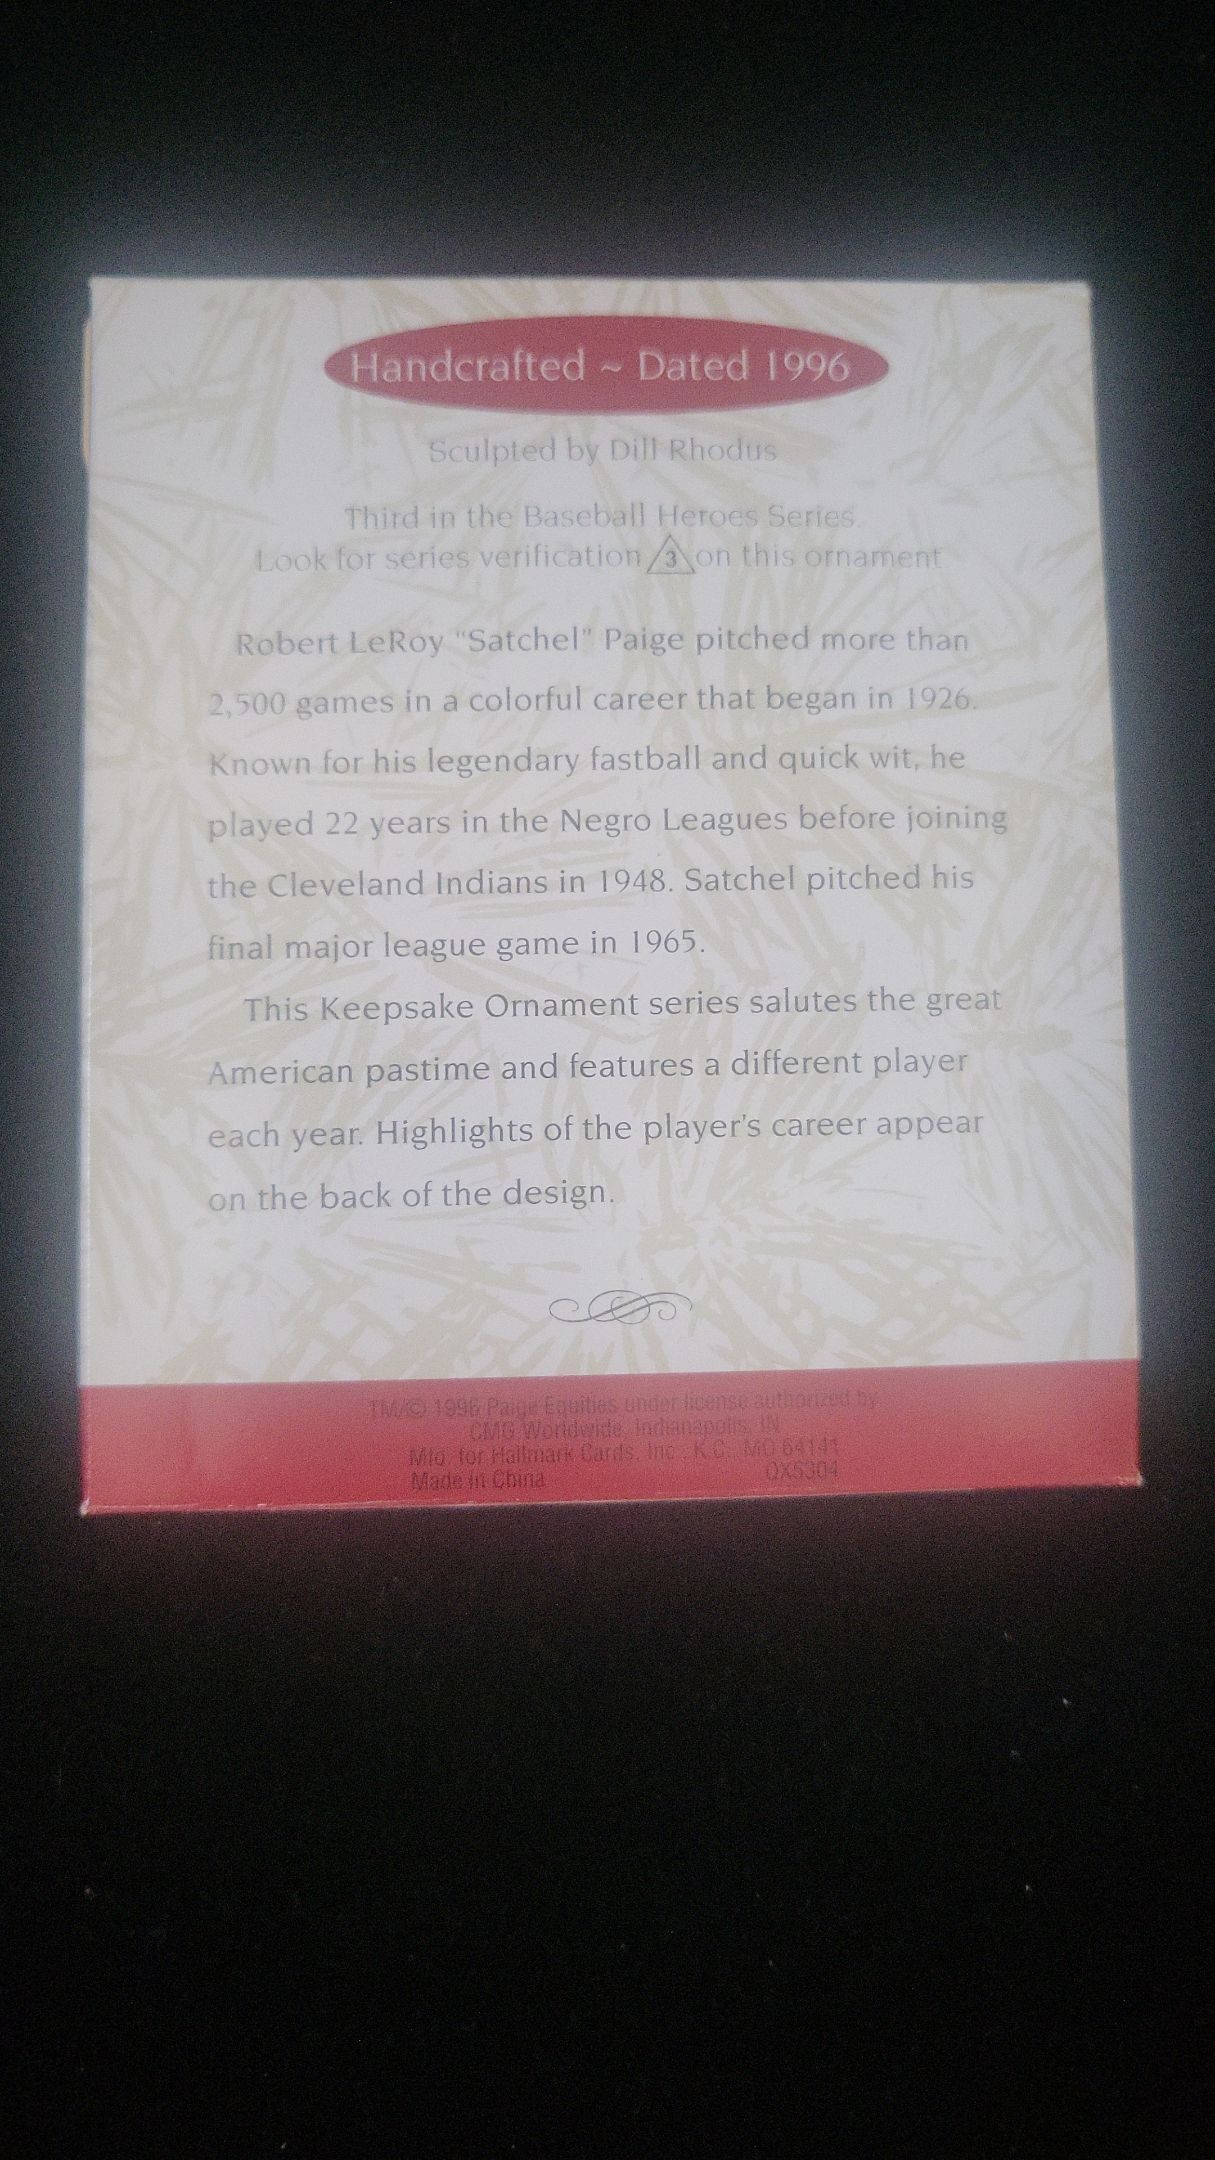 Handcrafted ~ Dated 1996
Sculpted by Dill Rhodus
Third in the Baseball Heroes Series.
Look for series verification 3 on this ornament.
Robert LeRoy "Satchel" Paige pitched more than
2,500 games in a colorful career that began in 1926.
Known for his legendary fastball and quick wit, he
played 22 years in the Negro Leagues before joining
the Cleveland Indians in 1948. Satchel pitched his
final major league game in 1965.
This Keepsake Ornament series salutes the great
American pastime and features a different player
each year. Highlights of the player's career appear
on the back of the design.
TM/© 1996 Paige Equities under license authorized by
CMG Worldwide, Indianapolis, IN
Mfd. for Hallmark Cards, Inc., K.C., MO 64141
Made in China QX5304